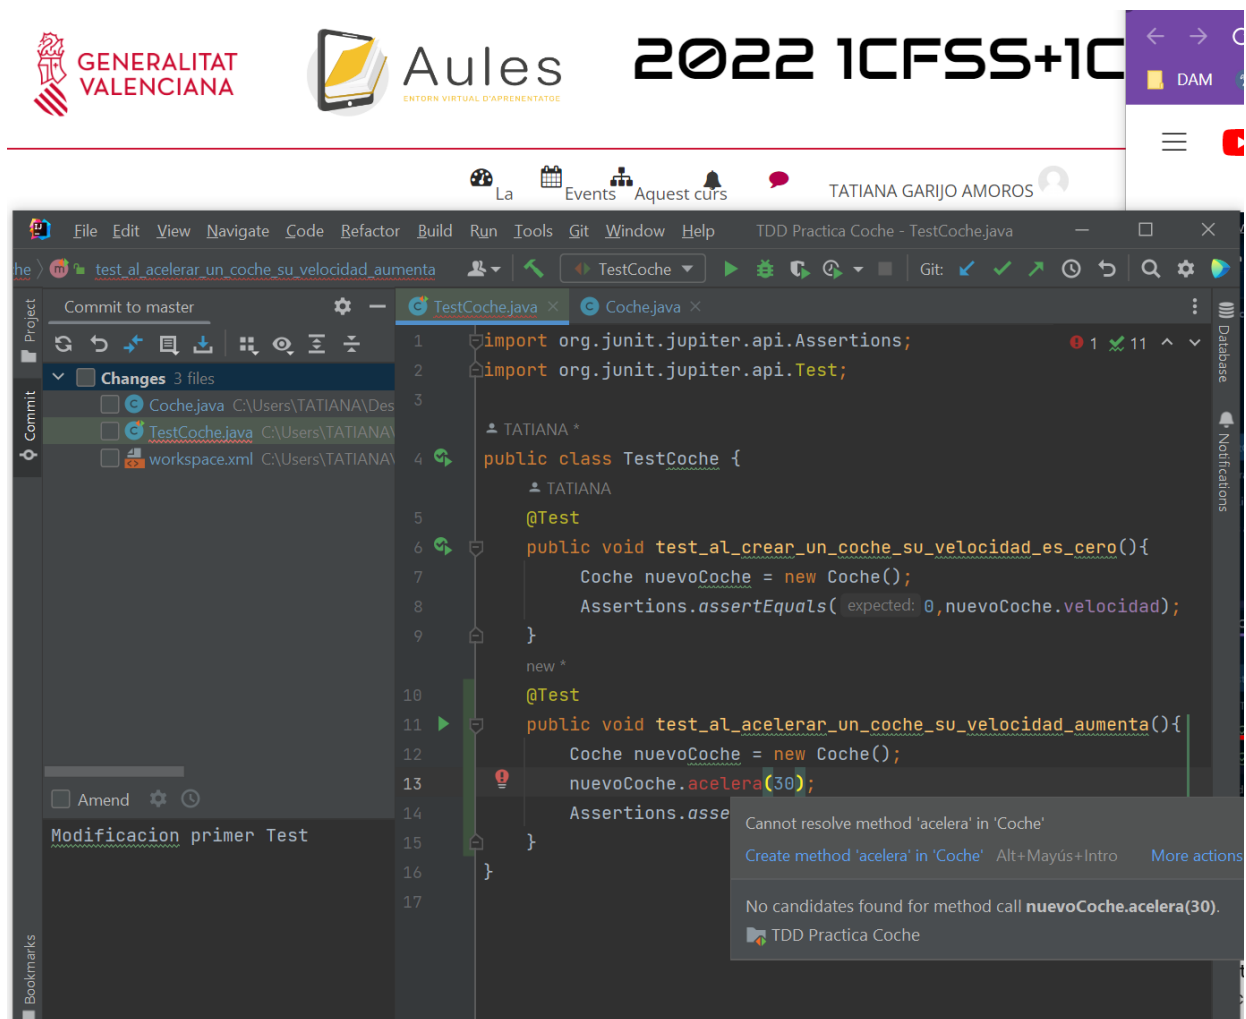 GENERALITAT
VALENCIANA
Aules
ENTORN VIRTUAL D'APRENENTATGE
2022 1CFSS+1C
DAM
La
Events
Aquest curs
TATIANA GARIJO AMOROS
File Edit View Navigate Code Refactor Build Run Tools Git Window Help TDD Practica Coche - TestCoche.java
he test_al_acelerar_un_coche_su_velocidad_aumenta TestCoche Git:
Project
Commit
Bookmarks
Commit to master
Changes 3 files
Coche.java C:\Users\TATIANA\Des
TestCoche.java C:\Users\TATIANA\
workspace.xml C:\Users\TATIANA\
Amend
Modificacion primer Test
TestCoche.java Coche.java
1 import org.junit.jupiter.api.Assertions; 1 11
2 import org.junit.jupiter.api.Test;
3
TATIANA *
4 public class TestCoche {
TATIANA
5 @Test
6 public void test_al_crear_un_coche_su_velocidad_es_cero(){
7 Coche nuevoCoche = new Coche();
8 Assertions.assertEquals( expected: 0,nuevoCoche.velocidad);
9 }
new *
10 @Test
11 public void test_al_acelerar_un_coche_su_velocidad_aumenta(){
12 Coche nuevoCoche = new Coche();
13 nuevoCoche.acelera(30);
14 Assertions.asse
15 }
16 }
17
Cannot resolve method 'acelera' in 'Coche'
Create method 'acelera' in 'Coche' Alt+Mayús+Intro More actions
No candidates found for method call nuevoCoche.acelera(30).
TDD Practica Coche
Database
Notifications